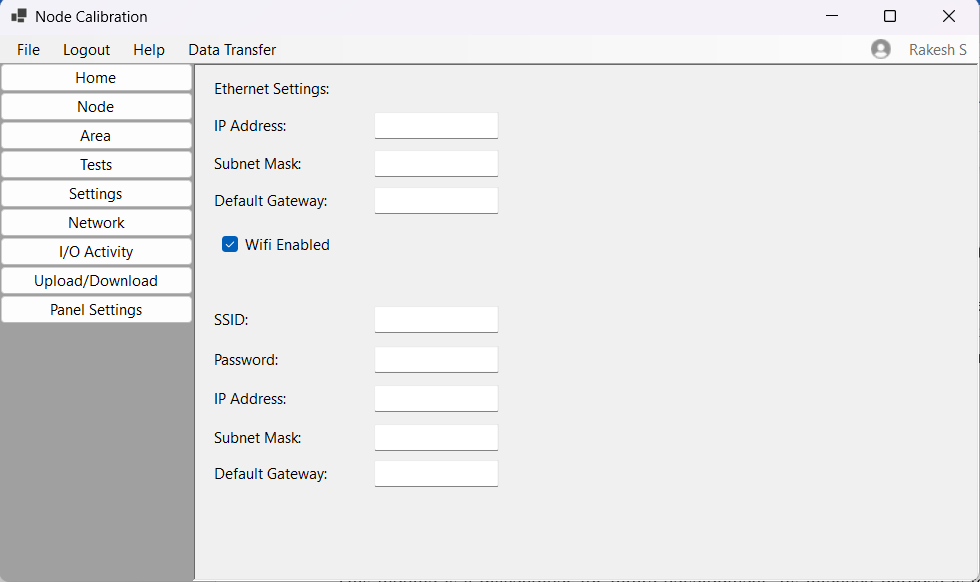 Node Calibration
File Logout Help Data Transfer Rakesh S
Home
Node
Area
Tests
Settings
Network
I/O Activity
Upload/Download
Panel Settings
Ethernet Settings:
IP Address:
Subnet Mask:
Default Gateway:
Wifi Enabled
SSID:
Password:
IP Address:
Subnet Mask:
Default Gateway: